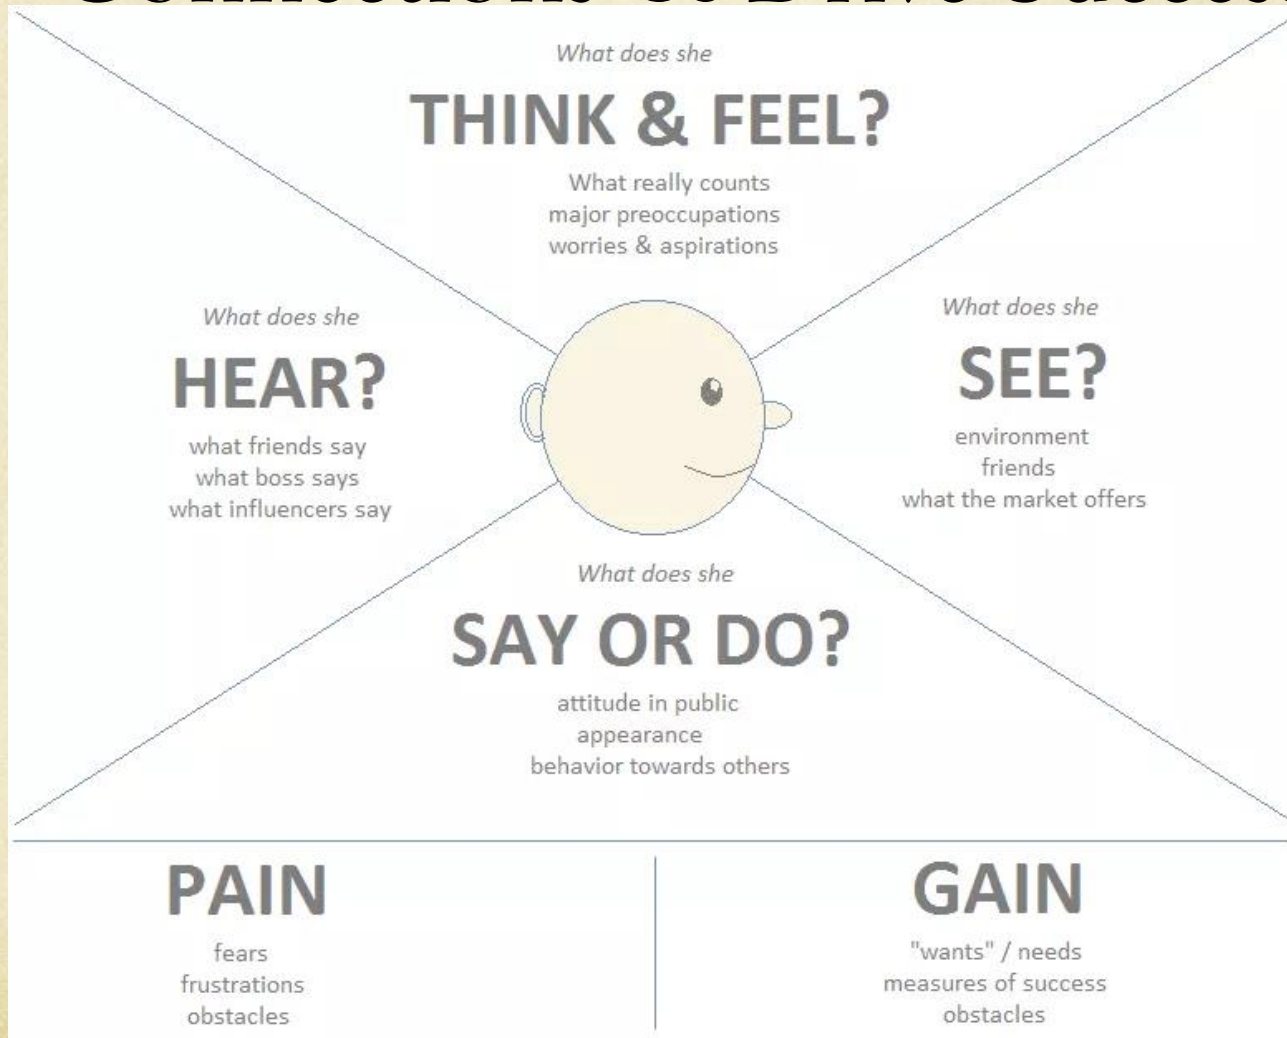 What does she
THINK & FEEL?
What really counts
major preoccupations
worries & aspirations
What does she
HEAR?
what friends say
what boss says
what influencers say
What does she
SEE?
environment
friends
what the market offers
What does she
SAY OR DO?
attitude in public
appearance
behavior towards others
PAIN
fears
frustrations
obstacles
GAIN
"wants" / needs
measures of success
obstacles